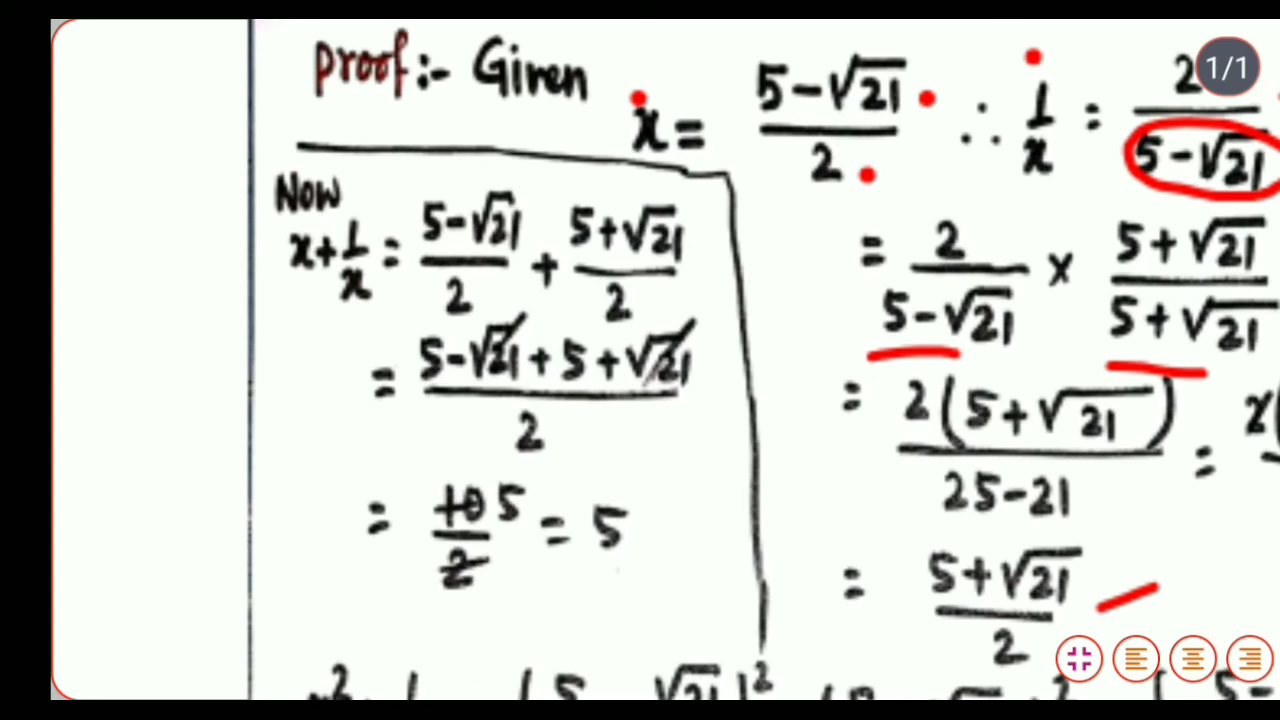 Proof:- Given x = 5-√21 / 2 ∴ 1/x = 2 / 5-√21
1/1
Now
x+1/x = 5-√21 / 2 + 5+√21 / 2
= 5-√21 + 5 + √21 / 2
= 10 5 / 2 = 5
= 2 / 5-√21 × 5+√21 / 5+√21
= 2(5+√21) / 25-21 =
= 5+√21 / 2